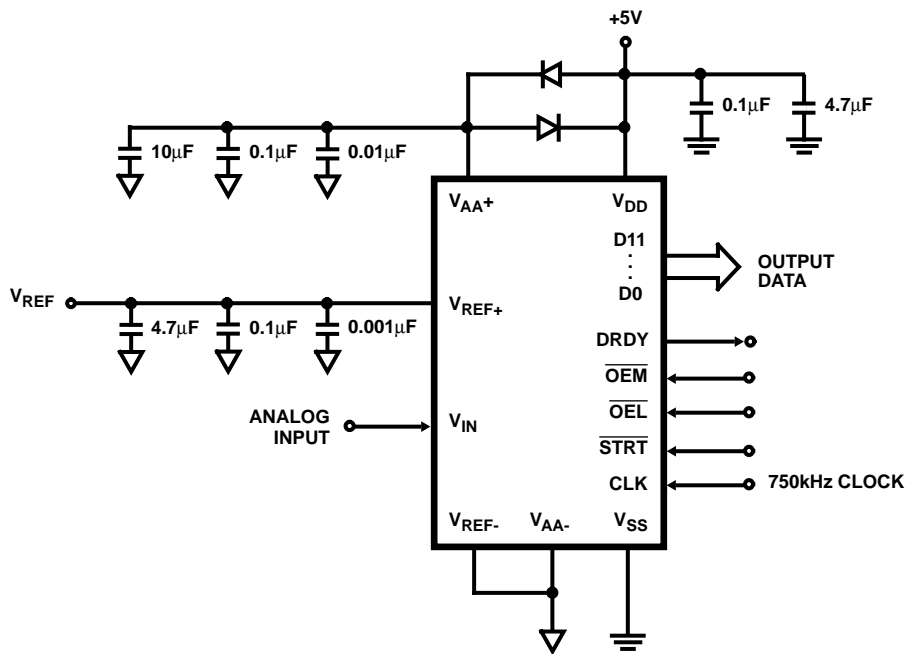 +5V
0.1μF
4.7μF
10μF
0.1μF
0.01μF
VAA+
VDD
D11
D0
OUTPUT
DATA
VREF
VREF+
4.7μF
0.1μF
0.001μF
DRDY
OEM
ANALOG
INPUT
VIN
OEL
STRT
CLK
750kHz CLOCK
VREF-
VAA-
VSS